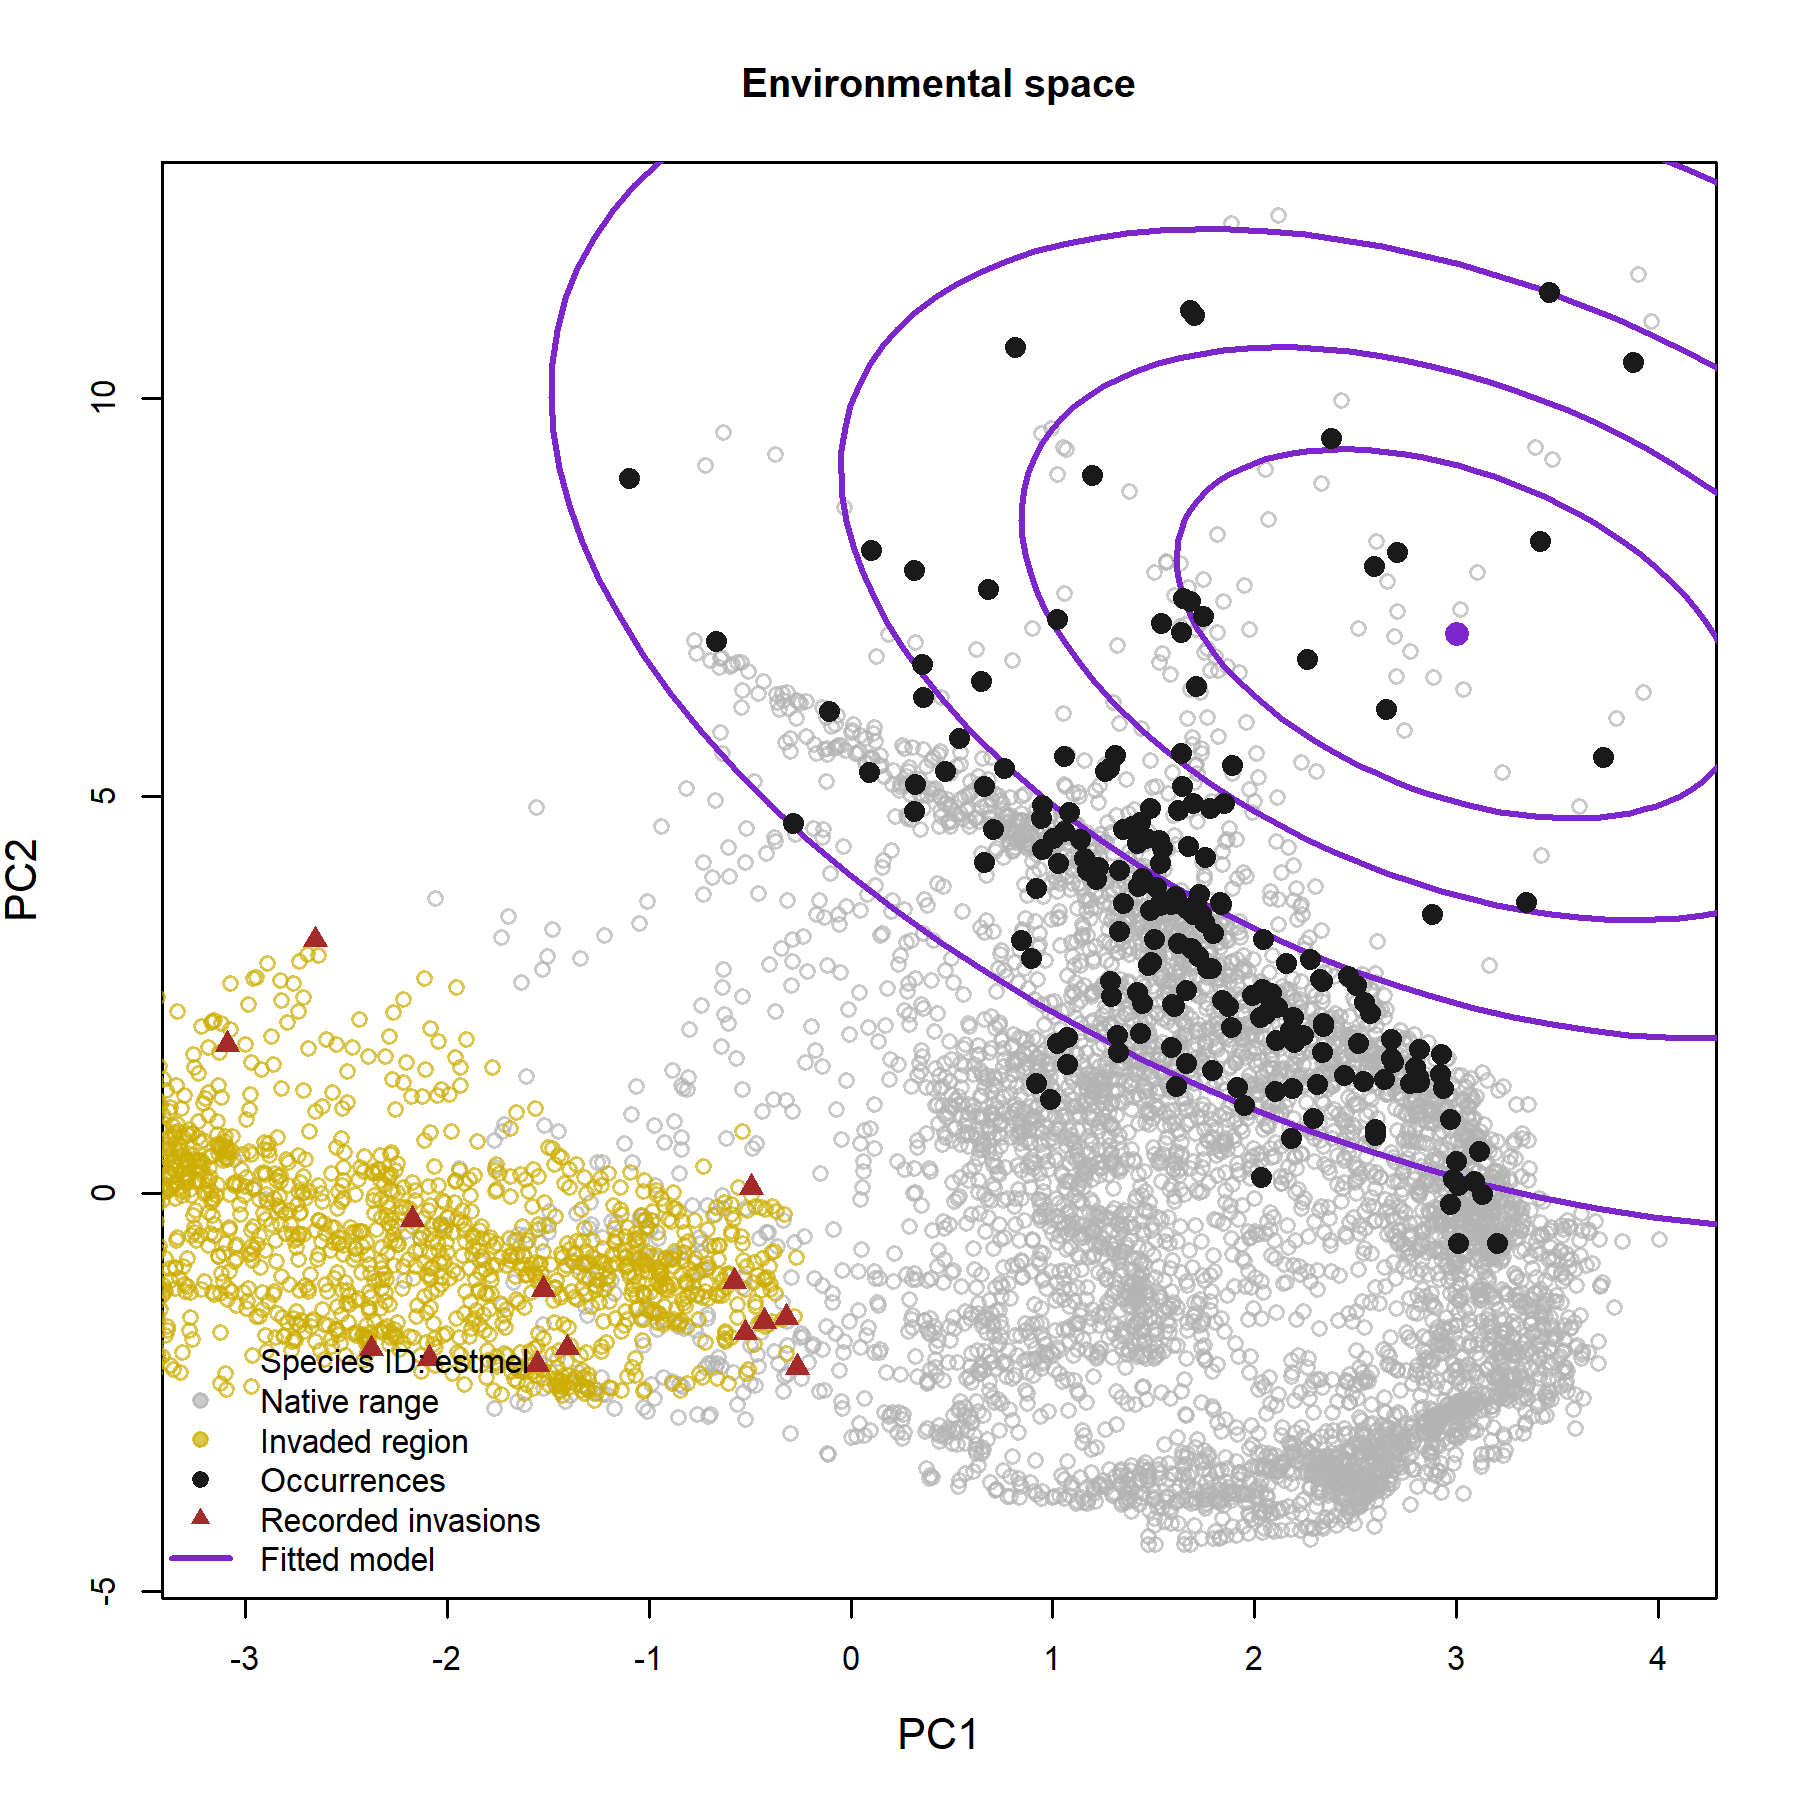 Environmental space
10
5
0
-5
PC2
Species ID: estmel
Native range
Invaded region
Occurrences
Recorded invasions
Fitted model
-3 -2 -1 0 1 2 3 4
PC1